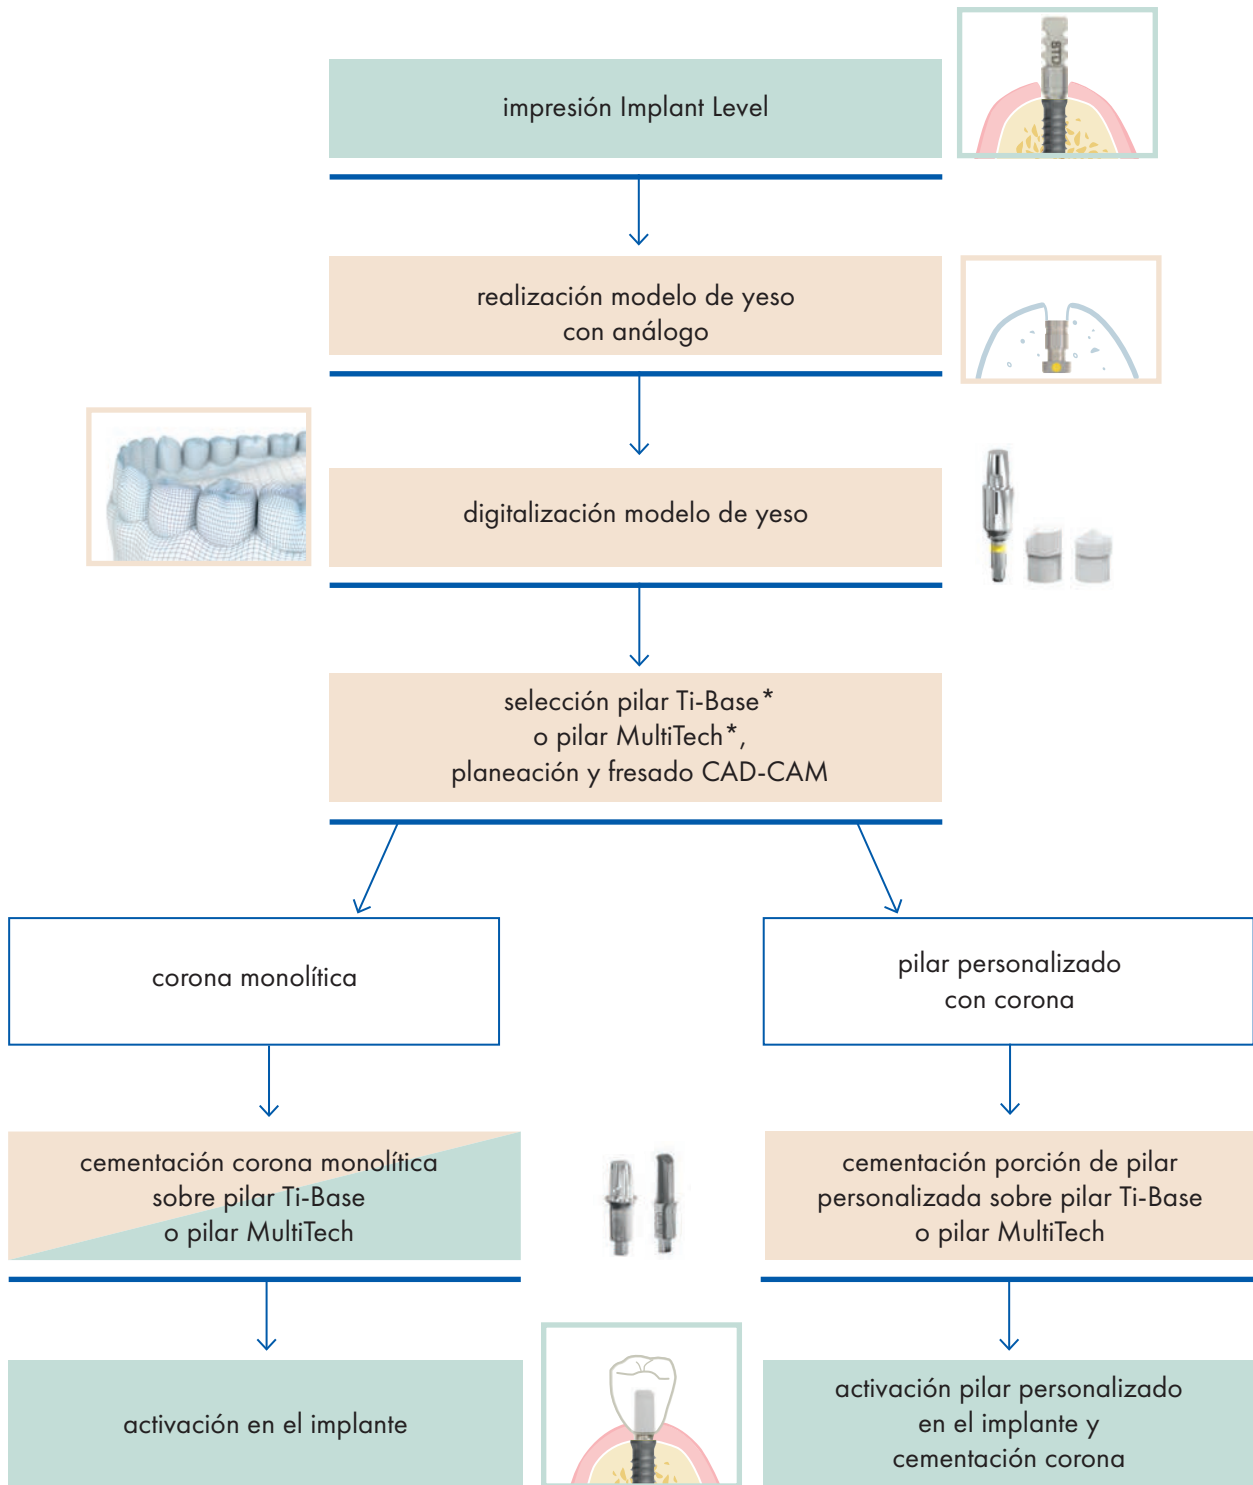 STD
impresión Implant Level
realización modelo de yeso
con análogo
digitalización modelo de yeso
selección pilar Ti-Base*
o pilar MultiTech*,
planeación y fresado CAD-CAM
corona monolítica
pilar personalizado
con corona
cementación corona monolítica
sobre pilar Ti-Base
o pilar MultiTech
cementación porción de pilar
personalizada sobre pilar Ti-Base
o pilar MultiTech
activación en el implante
activación pilar personalizado
en el implante y
cementación corona